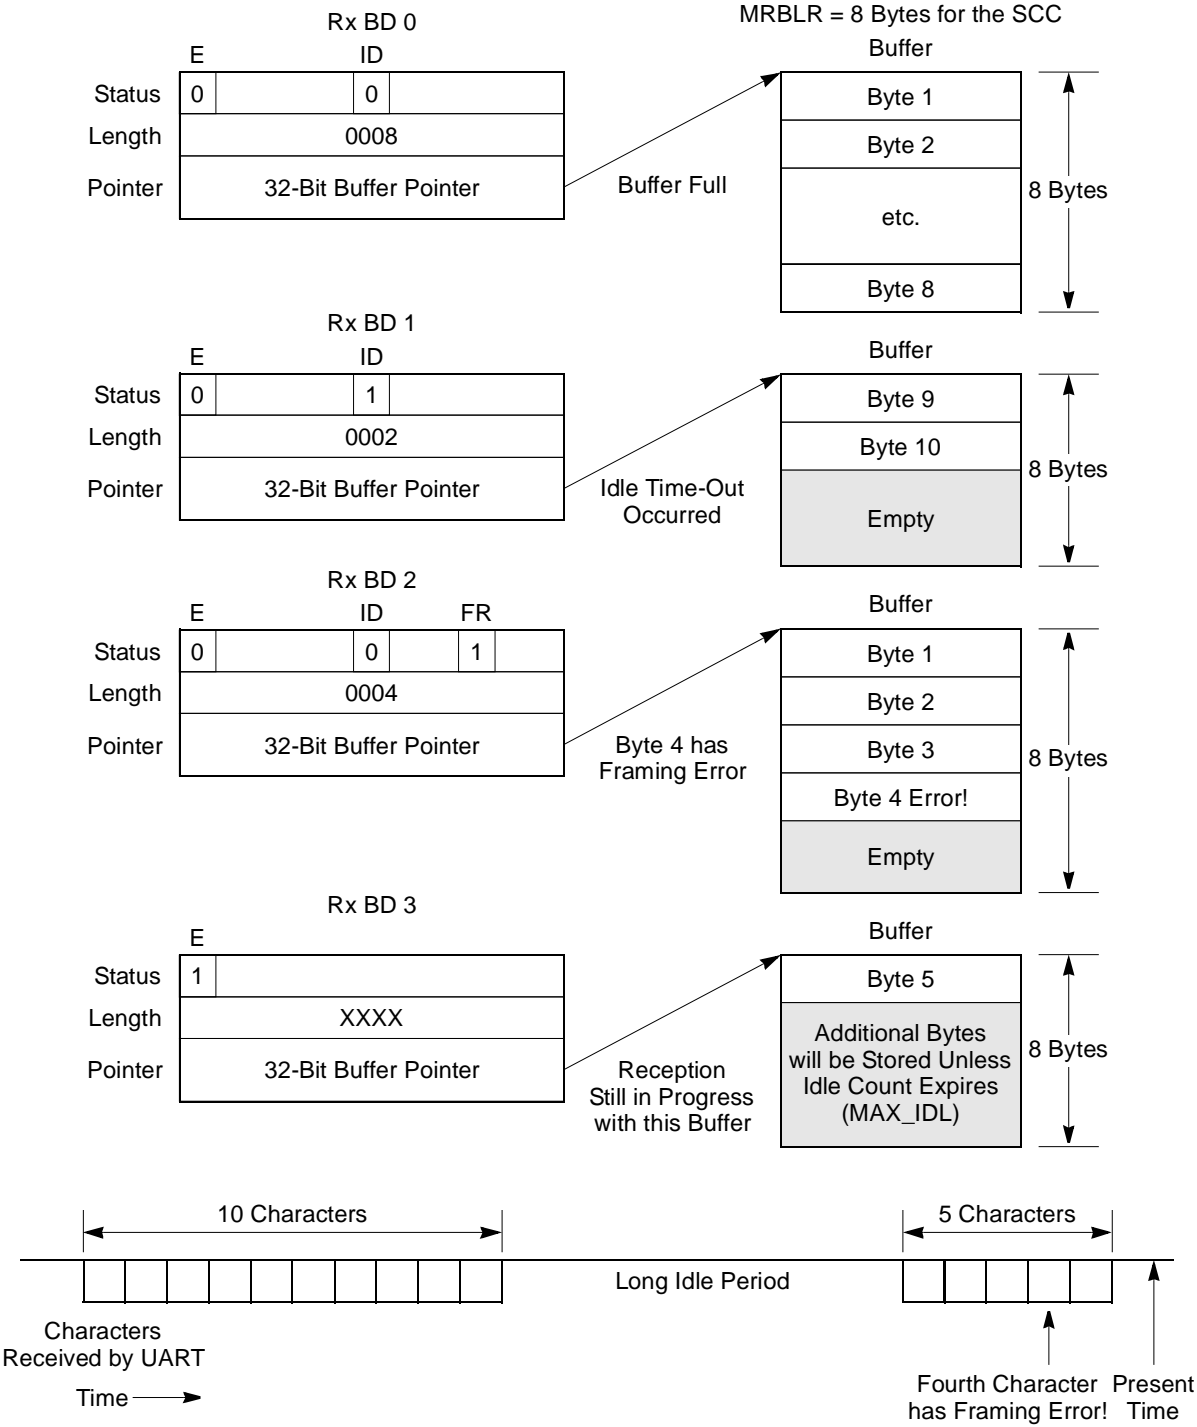 MRBLR = 8 Bytes for the SCC
Rx BD 0
Buffer
E ID
Status 0 0
Byte 1
Length 0008
Byte 2
Pointer 32-Bit Buffer Pointer
Buffer Full
8 Bytes
etc.
Byte 8
Rx BD 1
Buffer
E ID
Status 0 1
Byte 9
Length 0002
Byte 10
8 Bytes
Pointer 32-Bit Buffer Pointer
Idle Time-Out
Occurred
Empty
Rx BD 2
Buffer
E ID FR
Status 0 0 1
Byte 1
Length 0004
Byte 2
Pointer 32-Bit Buffer Pointer
Byte 4 has
Framing Error
Byte 3
8 Bytes
Byte 4 Error!
Empty
Rx BD 3
Buffer
E
Status 1
Byte 5
Length XXXX
Additional Bytes
will be Stored Unless
Idle Count Expires
(MAX_IDL)
8 Bytes
Pointer 32-Bit Buffer Pointer
Reception
Still in Progress
with this Buffer
10 Characters
5 Characters
Long Idle Period
Characters
Received by UART
Time
Fourth Character
has Framing Error!
Present
Time